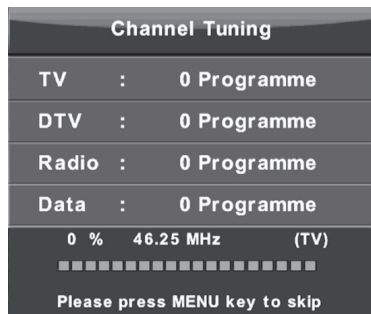 Channel Tuning
TV : 0 Programme
DTV : 0 Programme
Radio : 0 Programme
Data : 0 Programme
0 % 46.25 MHz (TV)
Please press MENU key to skip